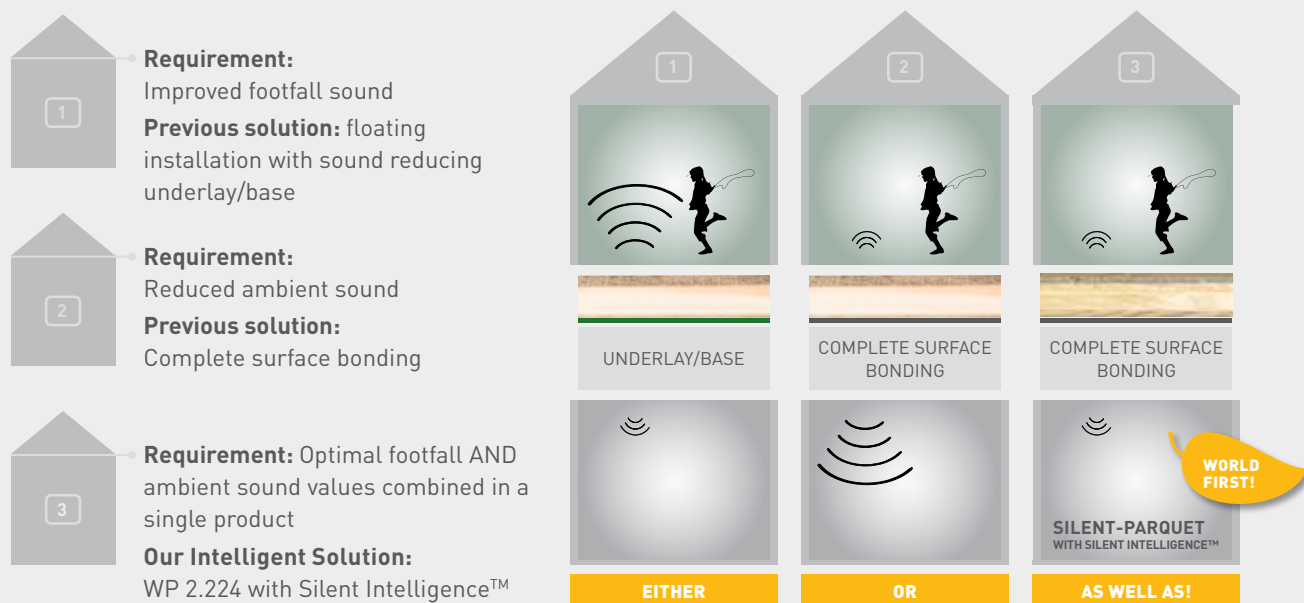 1
Requirement:
Improved footfall sound
Previous solution: floating
installation with sound reducing
underlay/base
2
Requirement:
Reduced ambient sound
Previous solution:
Complete surface bonding
3
Requirement: Optimal footfall AND
ambient sound values combined in a
single product
Our Intelligent Solution:
WP 2.224 with Silent Intelligence™
1
2
3
UNDERLAY/BASE
COMPLETE SURFACE
BONDING
COMPLETE SURFACE
BONDING
WORLD
FIRST!
SILENT-PARQUET
WITH SILENT INTELLIGENCE™
EITHER
OR
AS WELL AS!